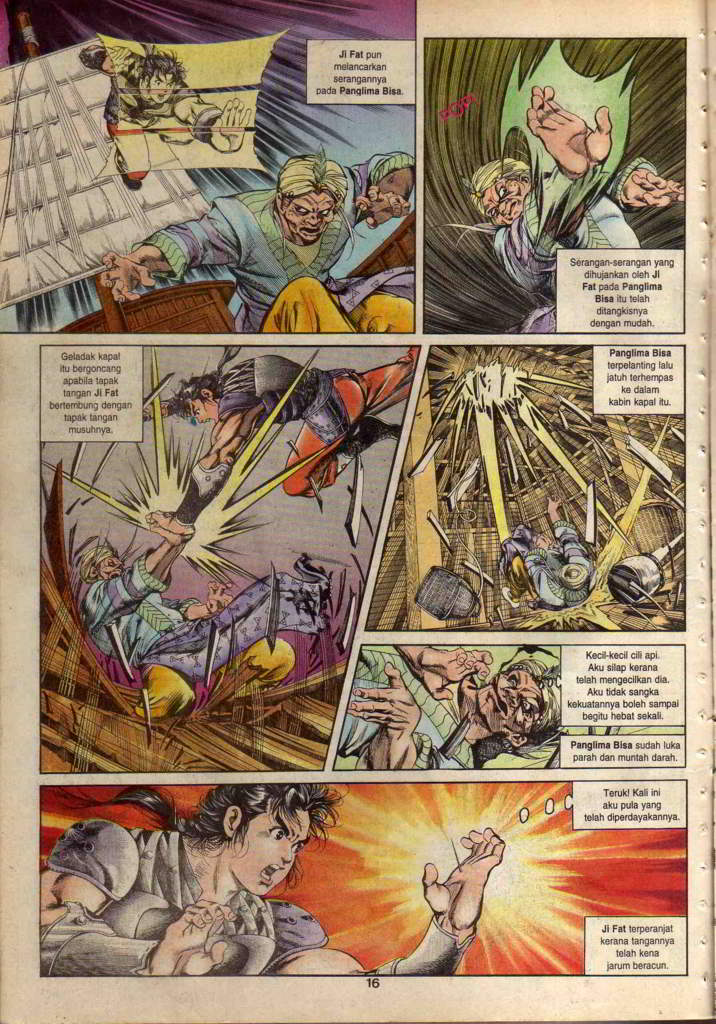 Ji Fat pun
melancarkan
serangannya
pada Panglima Bisa.
Serangan-serangan yang
dihujankan oleh Ji
Fat pada Panglima
Bisa itu telah
ditangkisnya
dengan mudah.
Geladak kapal
itu bergoncang
apabila tapak
tangan Ji Fat
bertembung dengan
tapak tangan
musuhnya.
Panglima Bisa
terpelanting lalu
jatuh terhempas
ke dalam
kabin kapal itu.
Kecil-kecil cili api.
Aku silap kerana
telah mengecilkan dia.
Aku tidak sangka
kekuatannya boleh sampai
begitu hebat sekali.
Panglima Bisa sudah luka
parah dan muntah darah.
Teruk! Kali ini
aku pula yang
telah diperdayakannya.
Ji Fat terperanjat
kerana tangannya
telah kena
jarum beracun.
16